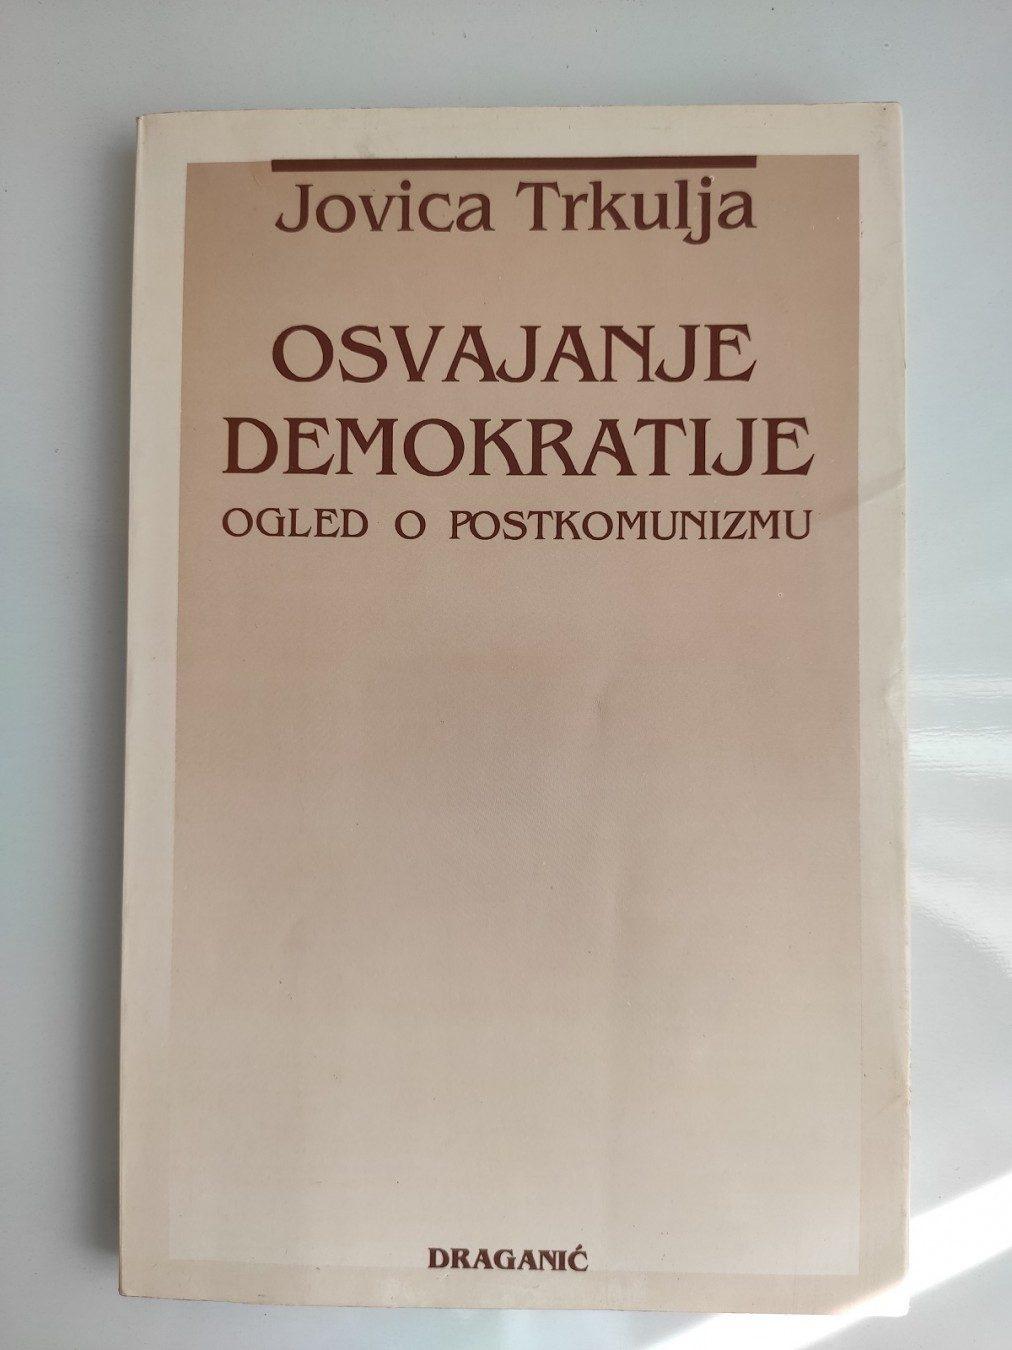 Jovica Trkulja
OSVAJANJE
DEMOKRATIJE
OGLED O POSTKOMUNIZMU
DRAGANIĆ